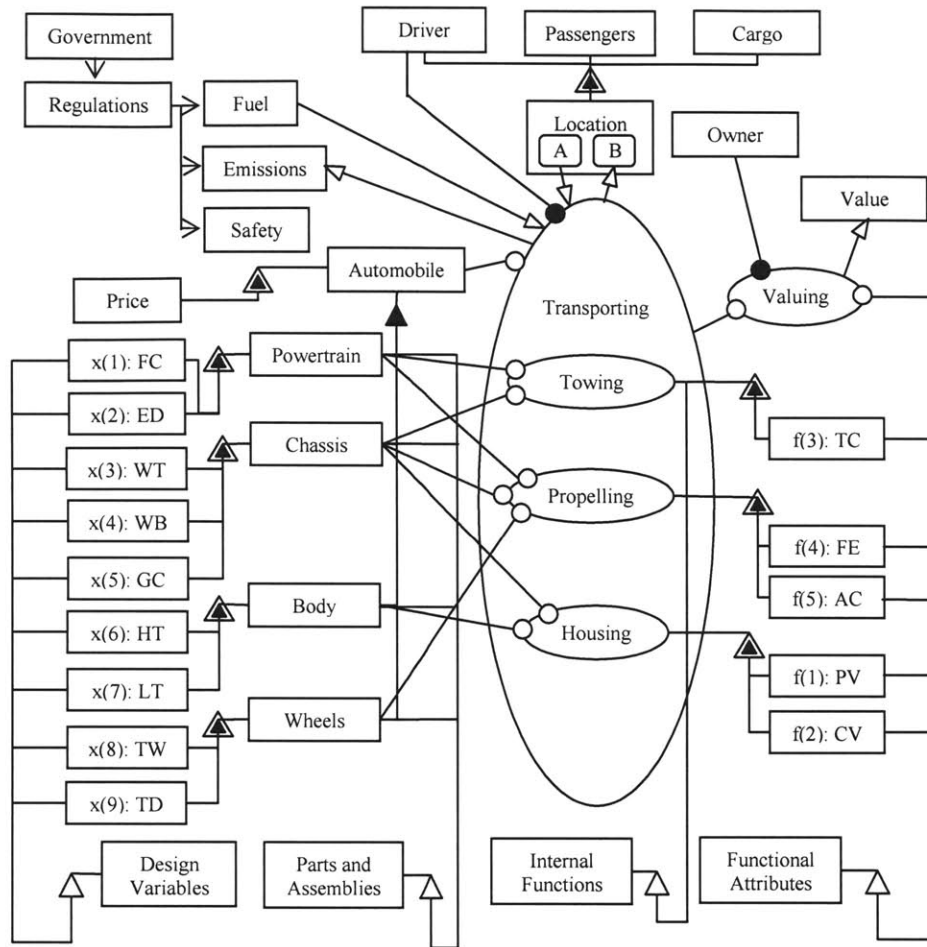 Government
Driver
Passengers
Cargo
Regulations
Fuel
Location
A
B
Owner
Emissions
Value
Safety
Automobile
Valuing
Price
Transporting
x(1): FC
Powertrain
Towing
x(2): ED
Chassis
f(3): TC
x(3): WT
Propelling
x(4): WB
f(4): FE
x(5): GC
f(5): AC
Body
x(6): HT
Housing
f(1): PV
x(7): LT
Wheels
f(2): CV
x(8): TW
x(9): TD
Design
Variables
Parts and
Assemblies
Internal
Functions
Functional
Attributes